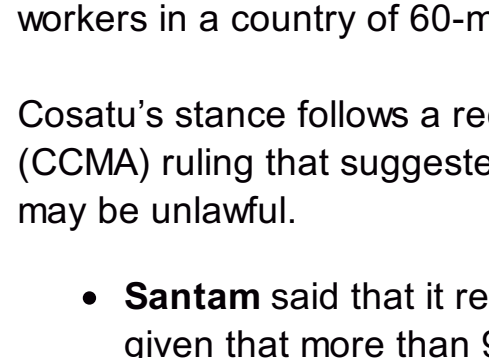 workers in a country of 60-m
Cosatu’s stance follows a re
(CCMA) ruling that suggeste
may be unlawful.
• Santam said that it re
given that more than 9